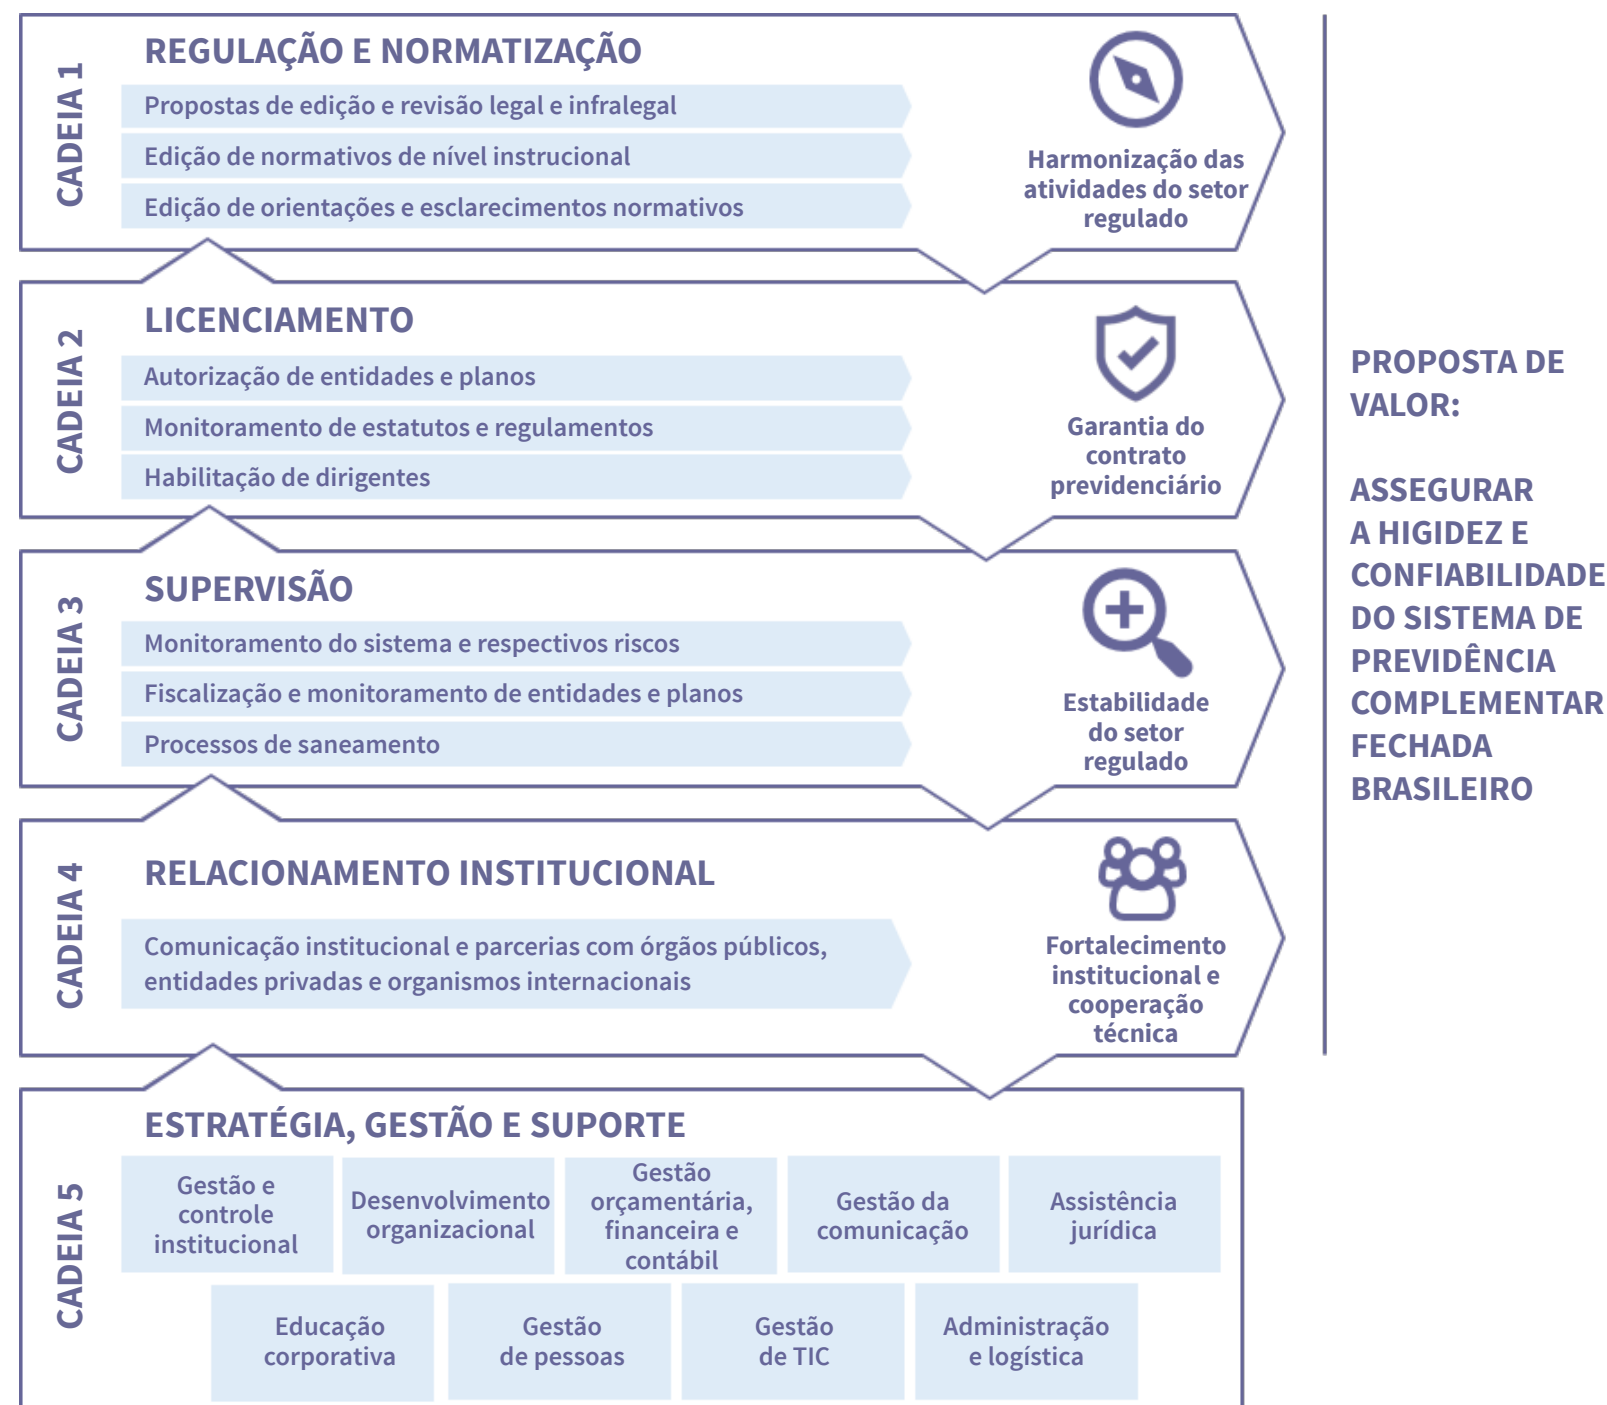 CADEIA 1
REGULAÇÃO E NORMATIZAÇÃO
Propostas de edição e revisão legal e infralegal
Edição de normativos de nível instrucional
Edição de orientações e esclarecimentos normativos
Harmonização das
atividades do setor
regulado
CADEIA 2
LICENCIAMENTO
Autorização de entidades e planos
Monitoramento de estatutos e regulamentos
Habilitação de dirigentes
Garantia do
contrato
previdenciário
CADEIA 3
SUPERVISÃO
Monitoramento do sistema e respectivos riscos
Fiscalização e monitoramento de entidades e planos
Processos de saneamento
Estabilidade
do setor
regulado
CADEIA 4
RELACIONAMENTO INSTITUCIONAL
Comunicação institucional e parcerias com órgãos públicos,
entidades privadas e organismos internacionais
Fortalecimento
institucional e
cooperação
técnica
CADEIA 5
ESTRATÉGIA, GESTÃO E SUPORTE
Gestão e
controle
institucional
Desenvolvimento
organizacional
Gestão
orçamentária,
financeira e
contábil
Gestão da
comunicação
Assistência
jurídica
Educação
corporativa
Gestão
de pessoas
Gestão
de TIC
Administração
e logística
PROPOSTA DE
VALOR:
ASSEGURAR
A HIGIDEZ E
CONFIABILIDADE
DO SISTEMA DE
PREVIDÊNCIA
COMPLEMENTAR
FECHADA
BRASILEIRO